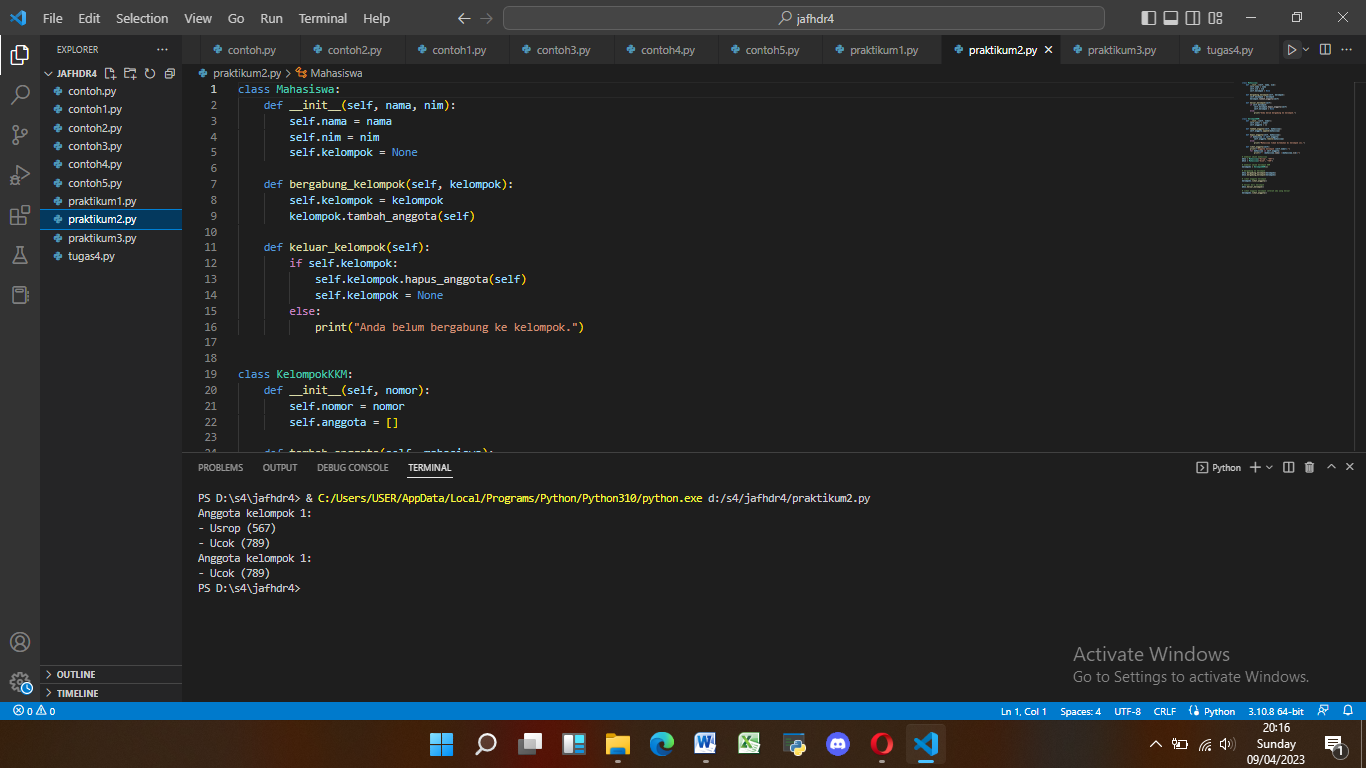 File Edit Selection View Go Run Terminal Help
jafhdr4
EXPLORER
JAFHDR4
contoh.py
contoh1.py
contoh2.py
contoh3.py
contoh4.py
contoh5.py
praktikum1.py
praktikum2.py
praktikum3.py
tugas4.py
OUTLINE
TIMELINE
contoh.py contoh2.py contoh1.py contoh3.py contoh4.py contoh5.py praktikum1.py praktikum2.py praktikum3.py tugas4.py
praktikum2.py > Mahasiswa
1 class Mahasiswa:
2 def __init__(self, nama, nim):
3 self.nama = nama
4 self.nim = nim
5 self.kelompok = None
6
7 def bergabung_kelompok(self, kelompok):
8 self.kelompok = kelompok
9 kelompok.tambah_anggota(self)
10
11 def keluar_kelompok(self):
12 if self.kelompok:
13 self.kelompok.hapus_anggota(self)
14 self.kelompok = None
15 else:
16 print("Anda belum bergabung ke kelompok.")
17
18
19 class KelompokKKM:
20 def __init__(self, nomor):
21 self.nomor = nomor
22 self.anggota = []
23
24 def tambah_anggota(self, mahasiswa):
PROBLEMS OUTPUT DEBUG CONSOLE TERMINAL
Python
PS D:\s4\jafhdr4> & C:/Users/USER/AppData/Local/Programs/Python/Python310/python.exe d:/s4/jafhdr4/praktikum2.py
Anggota kelompok 1:
- Usrop (567)
- Ucok (789)
Anggota kelompok 1:
- Ucok (789)
PS D:\s4\jafhdr4>
Activate Windows
Go to Settings to activate Windows.
0 0
Ln 1, Col 1 Spaces: 4 UTF-8 CRLF Python 3.10.8 64-bit
20:16
Sunday
09/04/2023
1